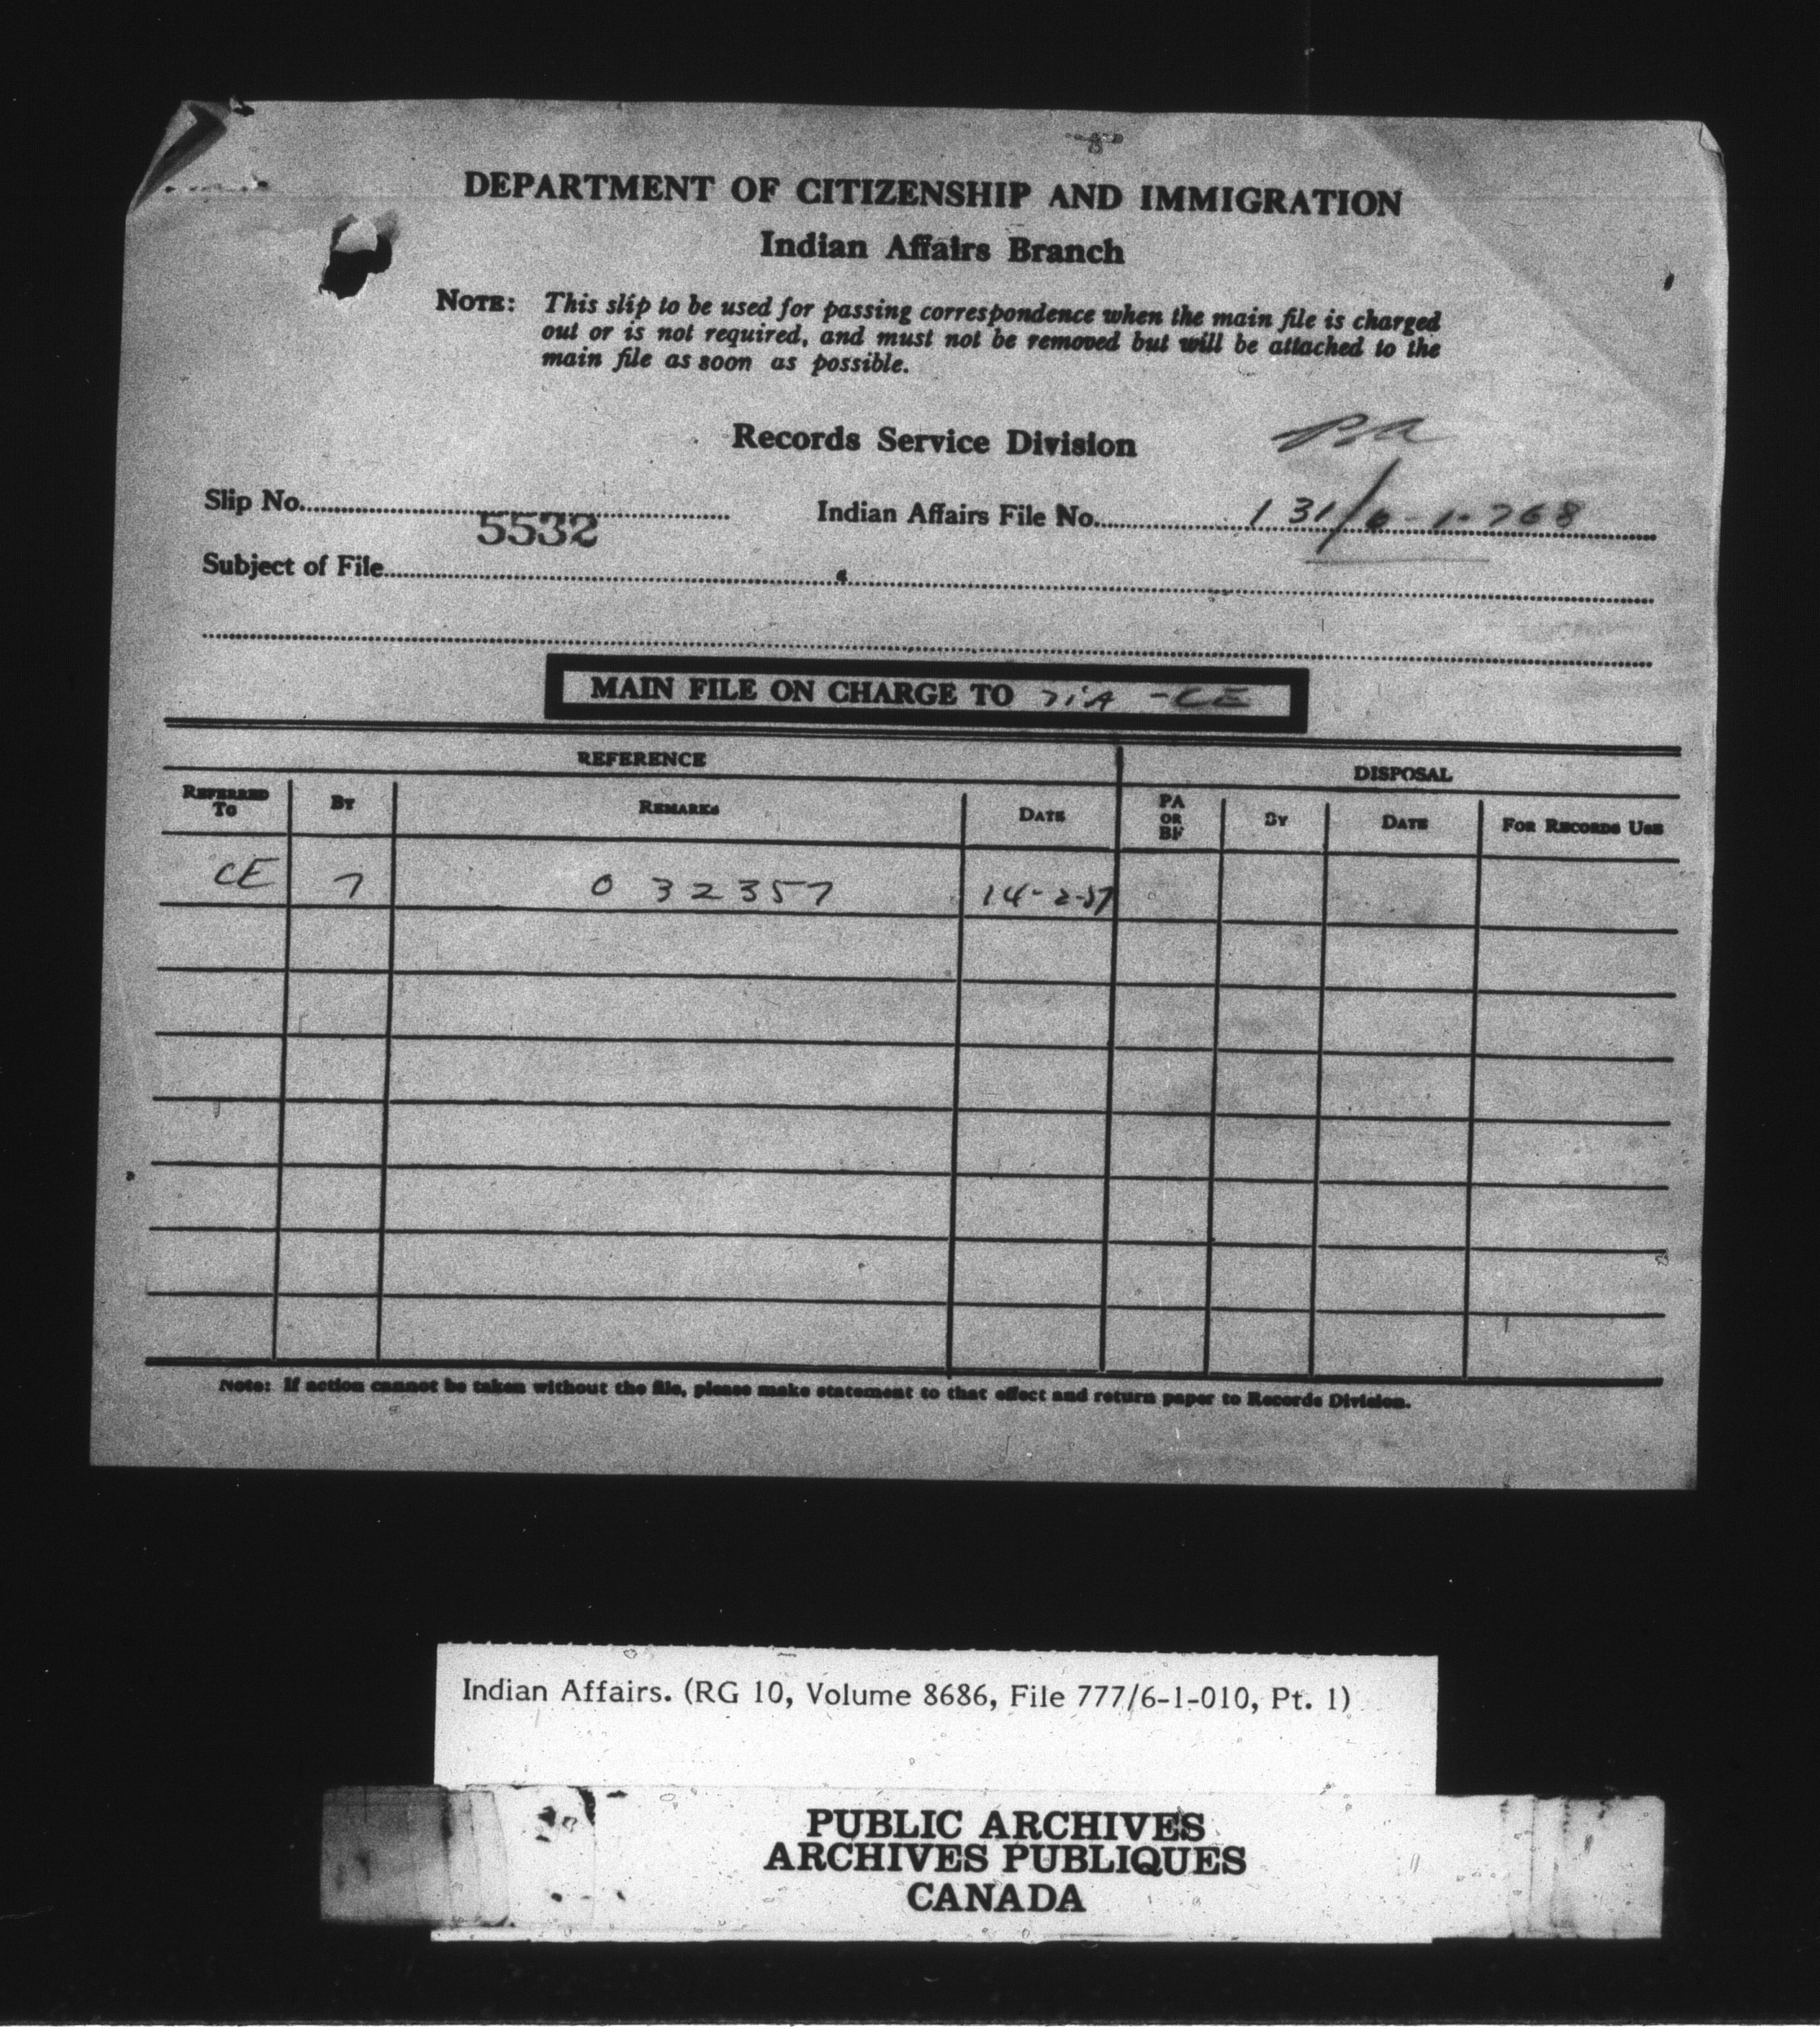 DEPARTMENT OF CITIZENSHIP AND IMMIGRATION
Indian Affairs Branch
NOTE: This slip to be used for passing correspondence when the main file is charged
out or is not required, and must not be removed but will be attached to the
main file as soon as possible.
Records Service Division
Slip No. 5532 Indian Affairs File No. 131/6-1-768
Subject of File
MAIN FILE ON CHARGE TO - CE
REFERENCE DISPOSAL
REFERRED TO BY REMARKS DATE PA OR BF BY DATE FOR RECORDS USE
CE 7 0 32357 14-2-57
Note: If action cannot be taken without the file, please make statement to that effect and return paper to Records Division.
Indian Affairs. (RG 10, Volume 8686, File 777/6-1-010, Pt. 1)
PUBLIC ARCHIVES
ARCHIVES PUBLIQUES
CANADA